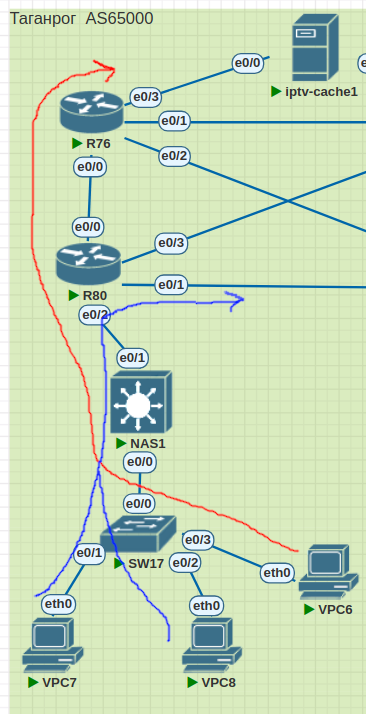 Таганрог AS65000
e0/0
e
iptv-cache1
e0/3
e0/1
R76
e0/2
e0/0
e0/0
e0/3
R80
e0/1
e0/2
e0/1
NAS1
e0/0
e0/0
e0/3
e0/1
SW17
e0/2
eth0
eth0
eth0
VPC6
VPC7
VPC8